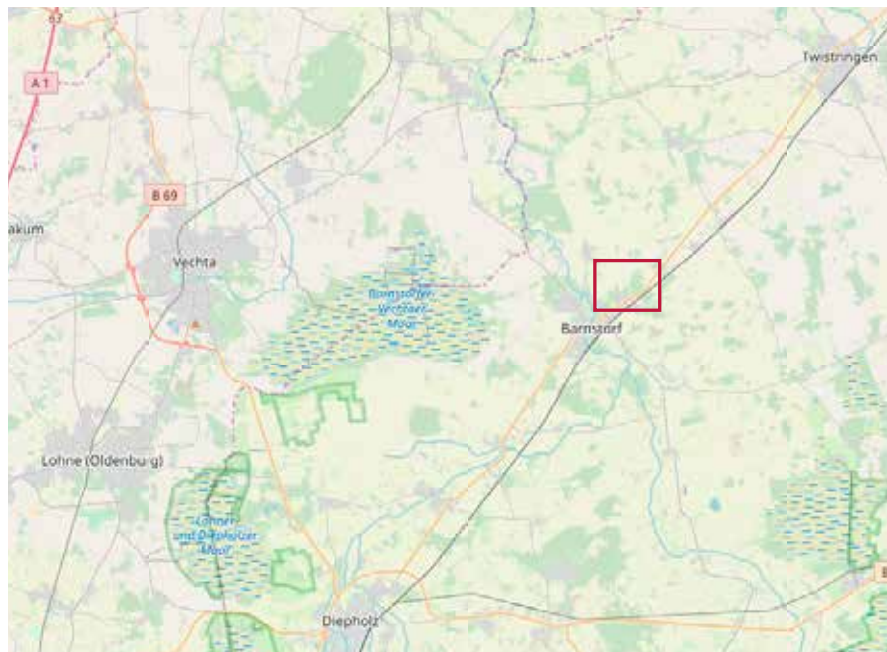 67
Twistringen
A 1
B 69
akum
Vechta
Barnstorfer-
Vechtaer
Moor
Barnstorf
Lohne (Oldenburg)
Lohner
und Diepholzer
Moor
B
Diepholz